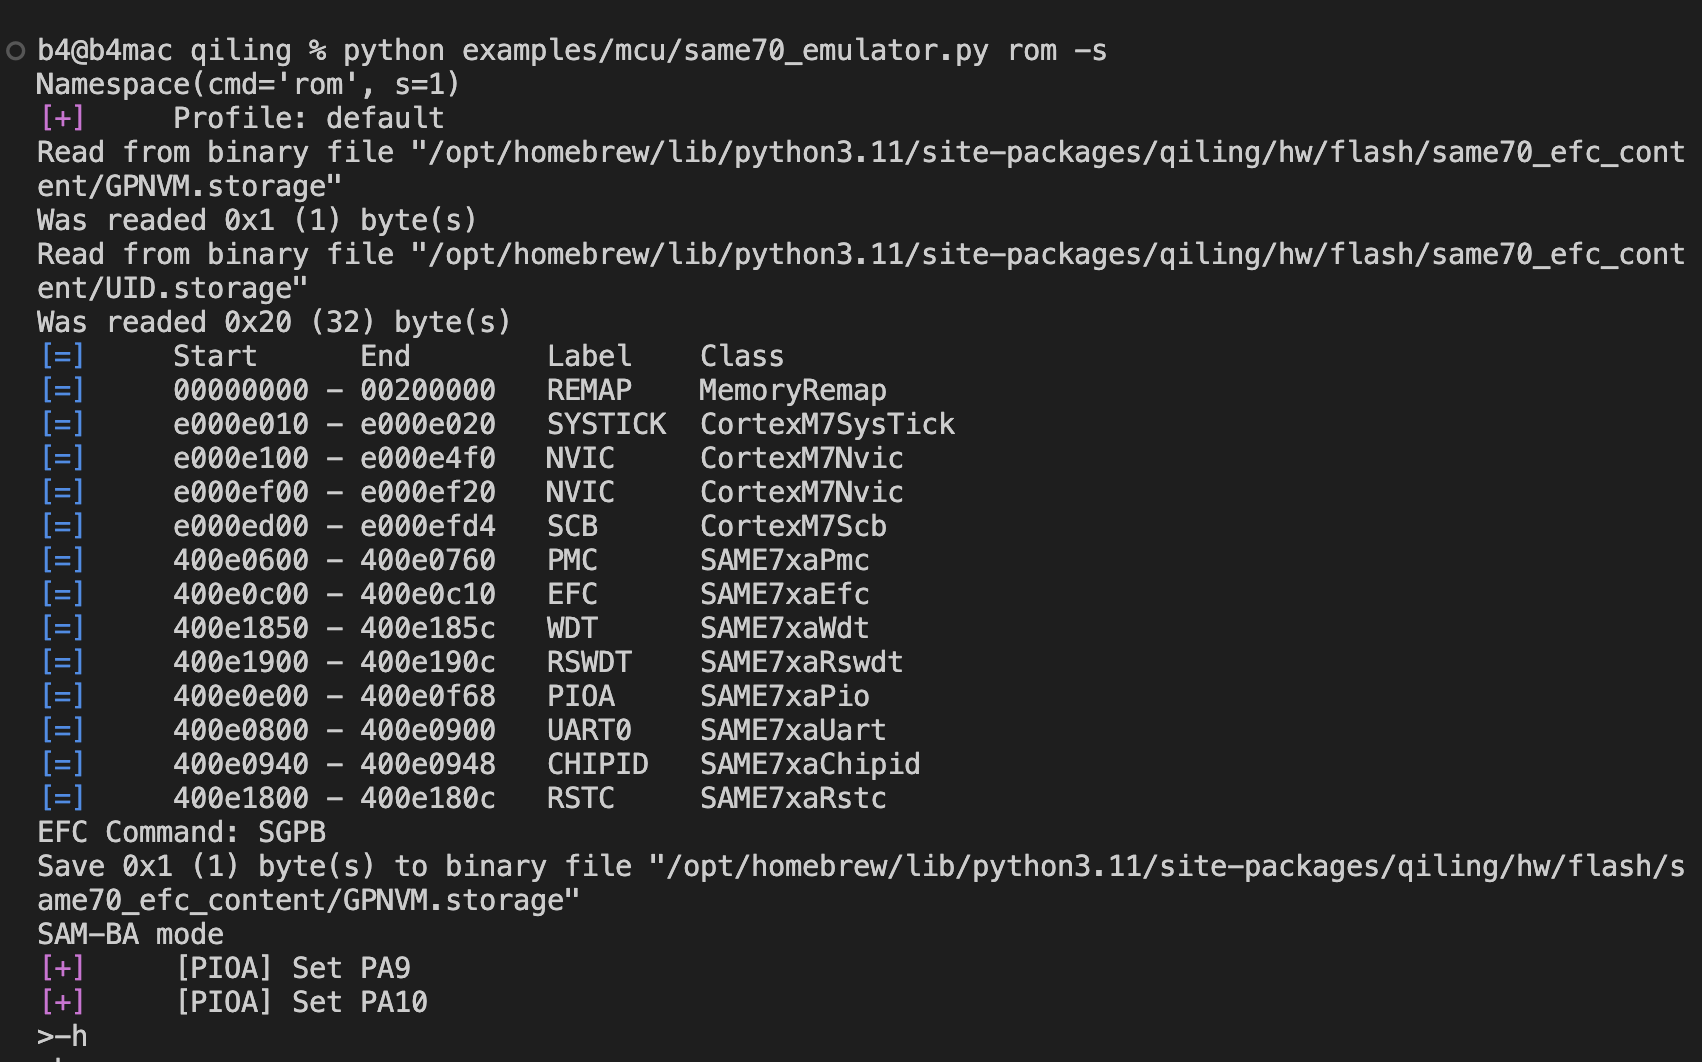 b4@b4mac qiling % python examples/mcu/same70_emulator.py rom -s
Namespace(cmd='rom', s=1)
[+]     Profile: default
Read from binary file "/opt/homebrew/lib/python3.11/site-packages/qiling/hw/flash/same70_efc_cont
ent/GPNVM.storage"
Was readed 0x1 (1) byte(s)
Read from binary file "/opt/homebrew/lib/python3.11/site-packages/qiling/hw/flash/same70_efc_cont
ent/UID.storage"
Was readed 0x20 (32) byte(s)
[=]     Start      End        Label    Class
[=]     00000000 - 00200000   REMAP    MemoryRemap
[=]     e000e010 - e000e020   SYSTICK  CortexM7SysTick
[=]     e000e100 - e000e4f0   NVIC     CortexM7Nvic
[=]     e000ef00 - e000ef20   NVIC     CortexM7Nvic
[=]     e000ed00 - e000efd4   SCB      CortexM7Scb
[=]     400e0600 - 400e0760   PMC      SAME7xaPmc
[=]     400e0c00 - 400e0c10   EFC      SAME7xaEfc
[=]     400e1850 - 400e185c   WDT      SAME7xaWdt
[=]     400e1900 - 400e190c   RSWDT    SAME7xaRswdt
[=]     400e0e00 - 400e0f68   PIOA     SAME7xaPio
[=]     400e0800 - 400e0900   UART0    SAME7xaUart
[=]     400e0940 - 400e0948   CHIPID   SAME7xaChipid
[=]     400e1800 - 400e180c   RSTC     SAME7xaRstc
EFC Command: SGPB
Save 0x1 (1) byte(s) to binary file "/opt/homebrew/lib/python3.11/site-packages/qiling/hw/flash/s
ame70_efc_content/GPNVM.storage"
SAM-BA mode
[+]     [PIOA] Set PA9
[+]     [PIOA] Set PA10
>-h